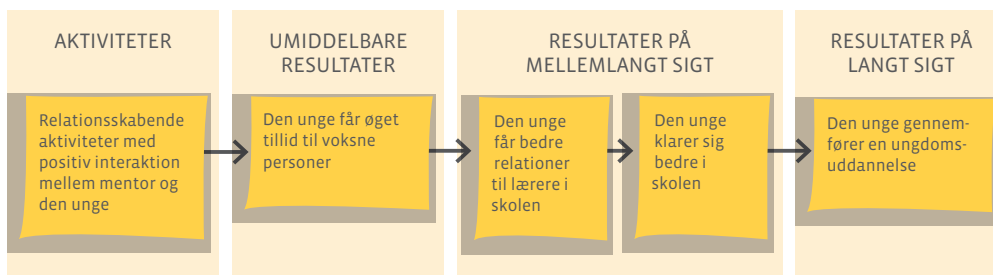 AKTIVITETER
Relationsskabende
aktiviteter med
positiv interaktion
mellem mentor og
den unge
UMIDDELBARE
RESULTATER
Den unge får øget
tillid til voksne
personer
RESULTATER PÅ
MELLEMLANGT SIGT
Den unge
får bedre
relationer
til lærere i
skolen
Den unge
klarer sig
bedre i
skolen
RESULTATER PÅ
LANGT SIGT
Den unge gennem-
fører en ungdoms-
uddannelse